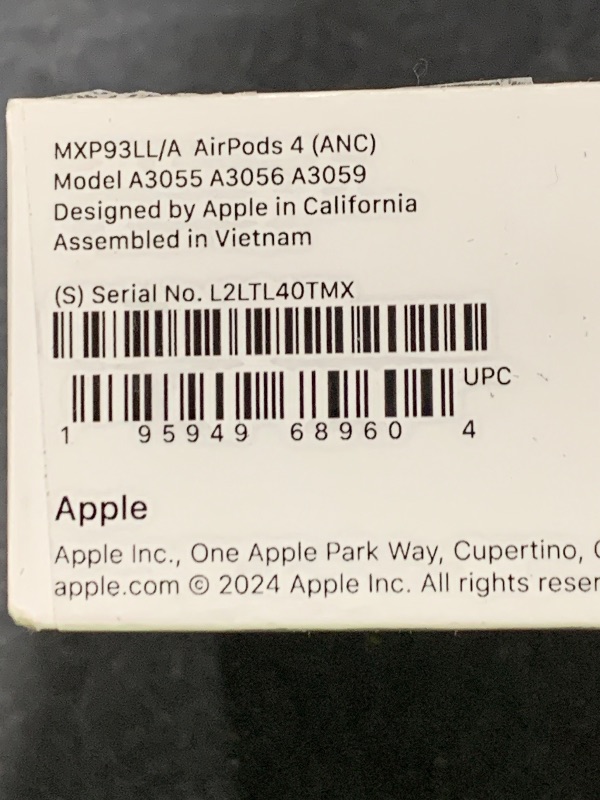 MXP93LL/A AirPods 4 (ANC)
Model A3055 A3056 A3059
Designed by Apple in California
Assembled in Vietnam
(S) Serial No. L2LTL40TMX
UPC
1 95949 68960 4
Apple
Apple Inc., One Apple Park Way, Cupertino,
apple.com © 2024 Apple Inc. All rights